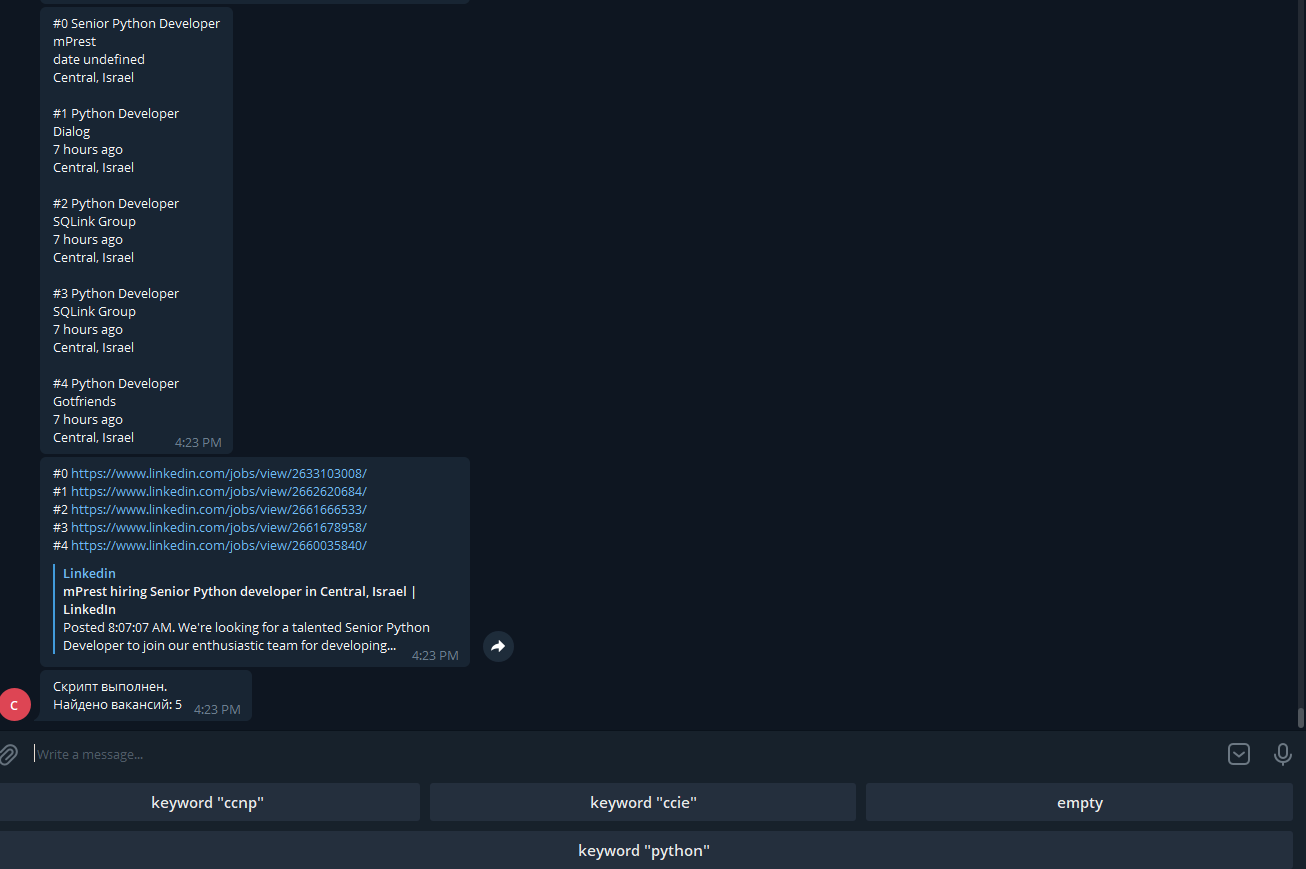 #0 Senior Python Developer
mPrest
date undefined
Central, Israel
#1 Python Developer
Dialog
7 hours ago
Central, Israel
#2 Python Developer
SQLink Group
7 hours ago
Central, Israel
#3 Python Developer
SQLink Group
7 hours ago
Central, Israel
#4 Python Developer
Gotfriends
7 hours ago
Central, Israel
4:23 PM
#0 https://www.linkedin.com/jobs/view/2633103008/
#1 https://www.linkedin.com/jobs/view/2662620684/
#2 https://www.linkedin.com/jobs/view/2661666533/
#3 https://www.linkedin.com/jobs/view/2661678958/
#4 https://www.linkedin.com/jobs/view/2660035840/
Linkedin
mPrest hiring Senior Python developer in Central, Israel |
LinkedIn
Posted 8:07:07 AM. We're looking for a talented Senior Python
Developer to join our enthusiastic team for developing...
4:23 PM
Скрипт выполнен.
Найдено вакансий: 5
4:23 PM
C
Write a message...
keyword "ccnp"
keyword "ccie"
empty
keyword "python"